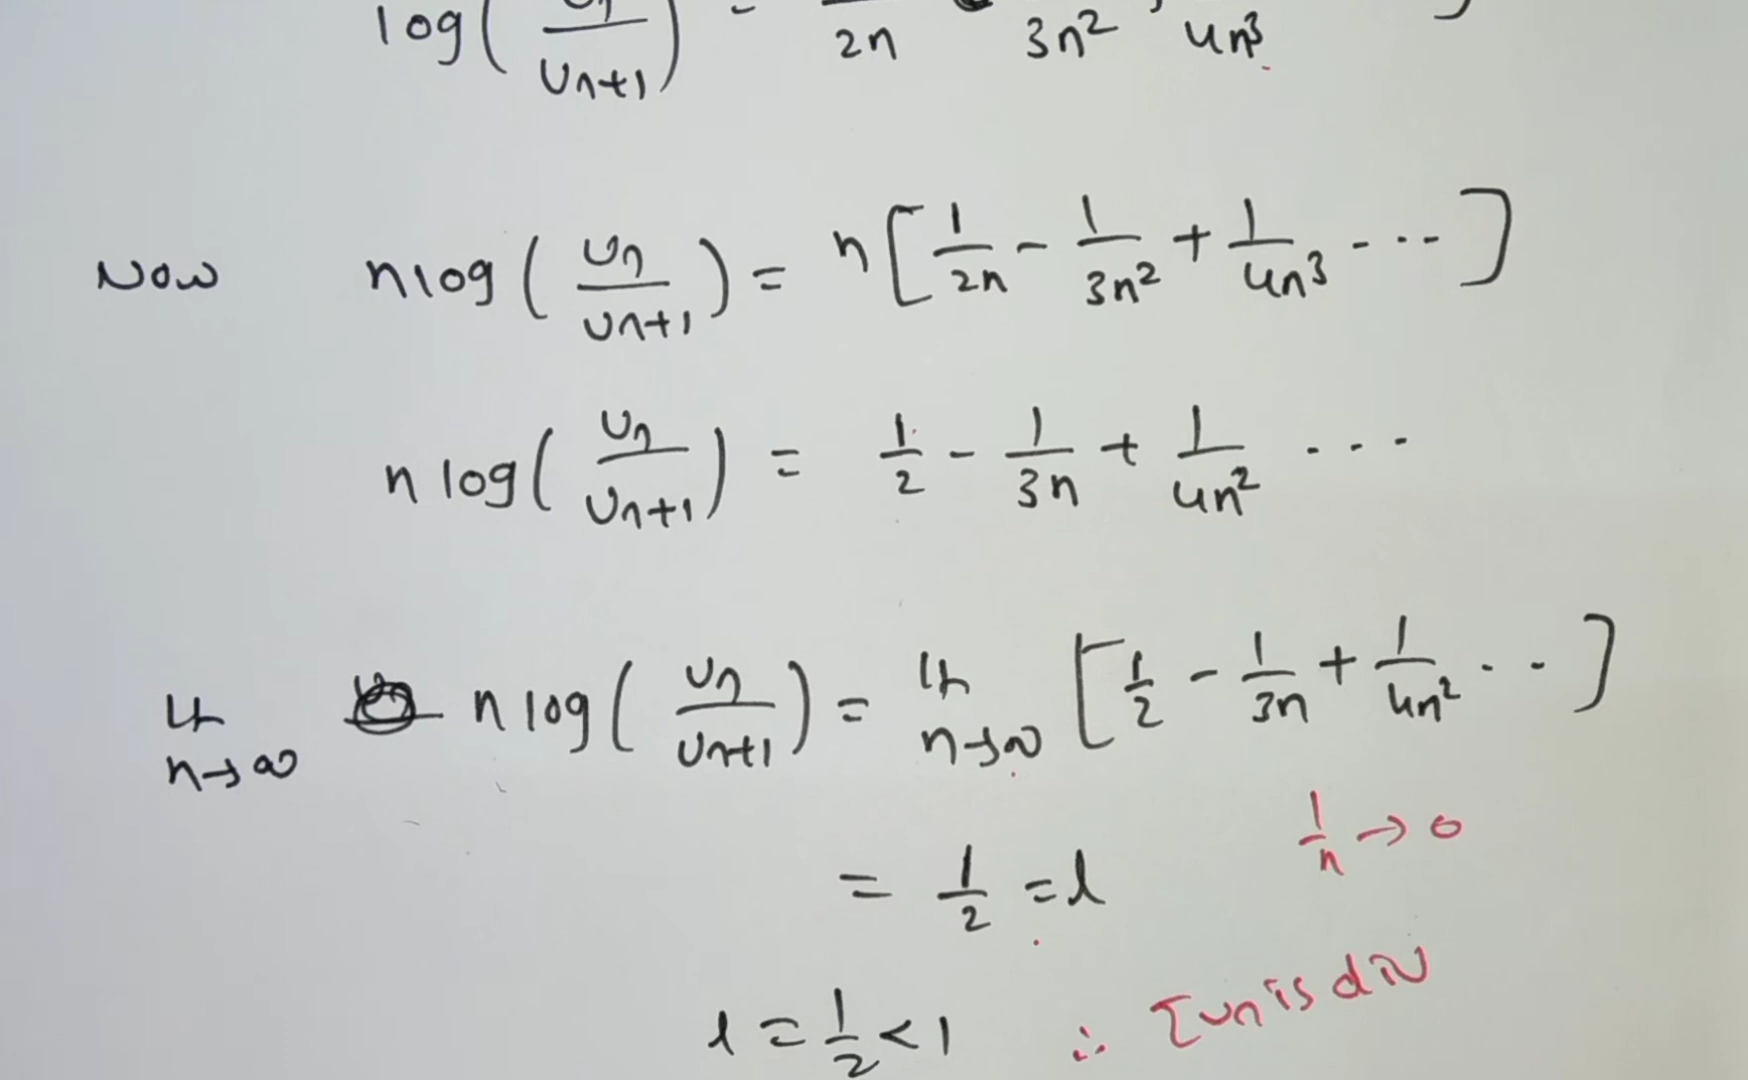 log(Un/Un+1) = 1/2n - 1/3n² + 1/4n³ ]
Now n log(Un/Un+1) = n[1/2n - 1/3n² + 1/4n³ - ...]
n log(Un/Un+1) = 1/2 - 1/3n + 1/4n² ...
Lt n→∞ n log(Un/Un+1) = Lt n→∞ [1/2 - 1/3n + 1/4n² ...]
1/n → 0
= 1/2 = l
l = 1/2 < 1 ∴ Σun is div